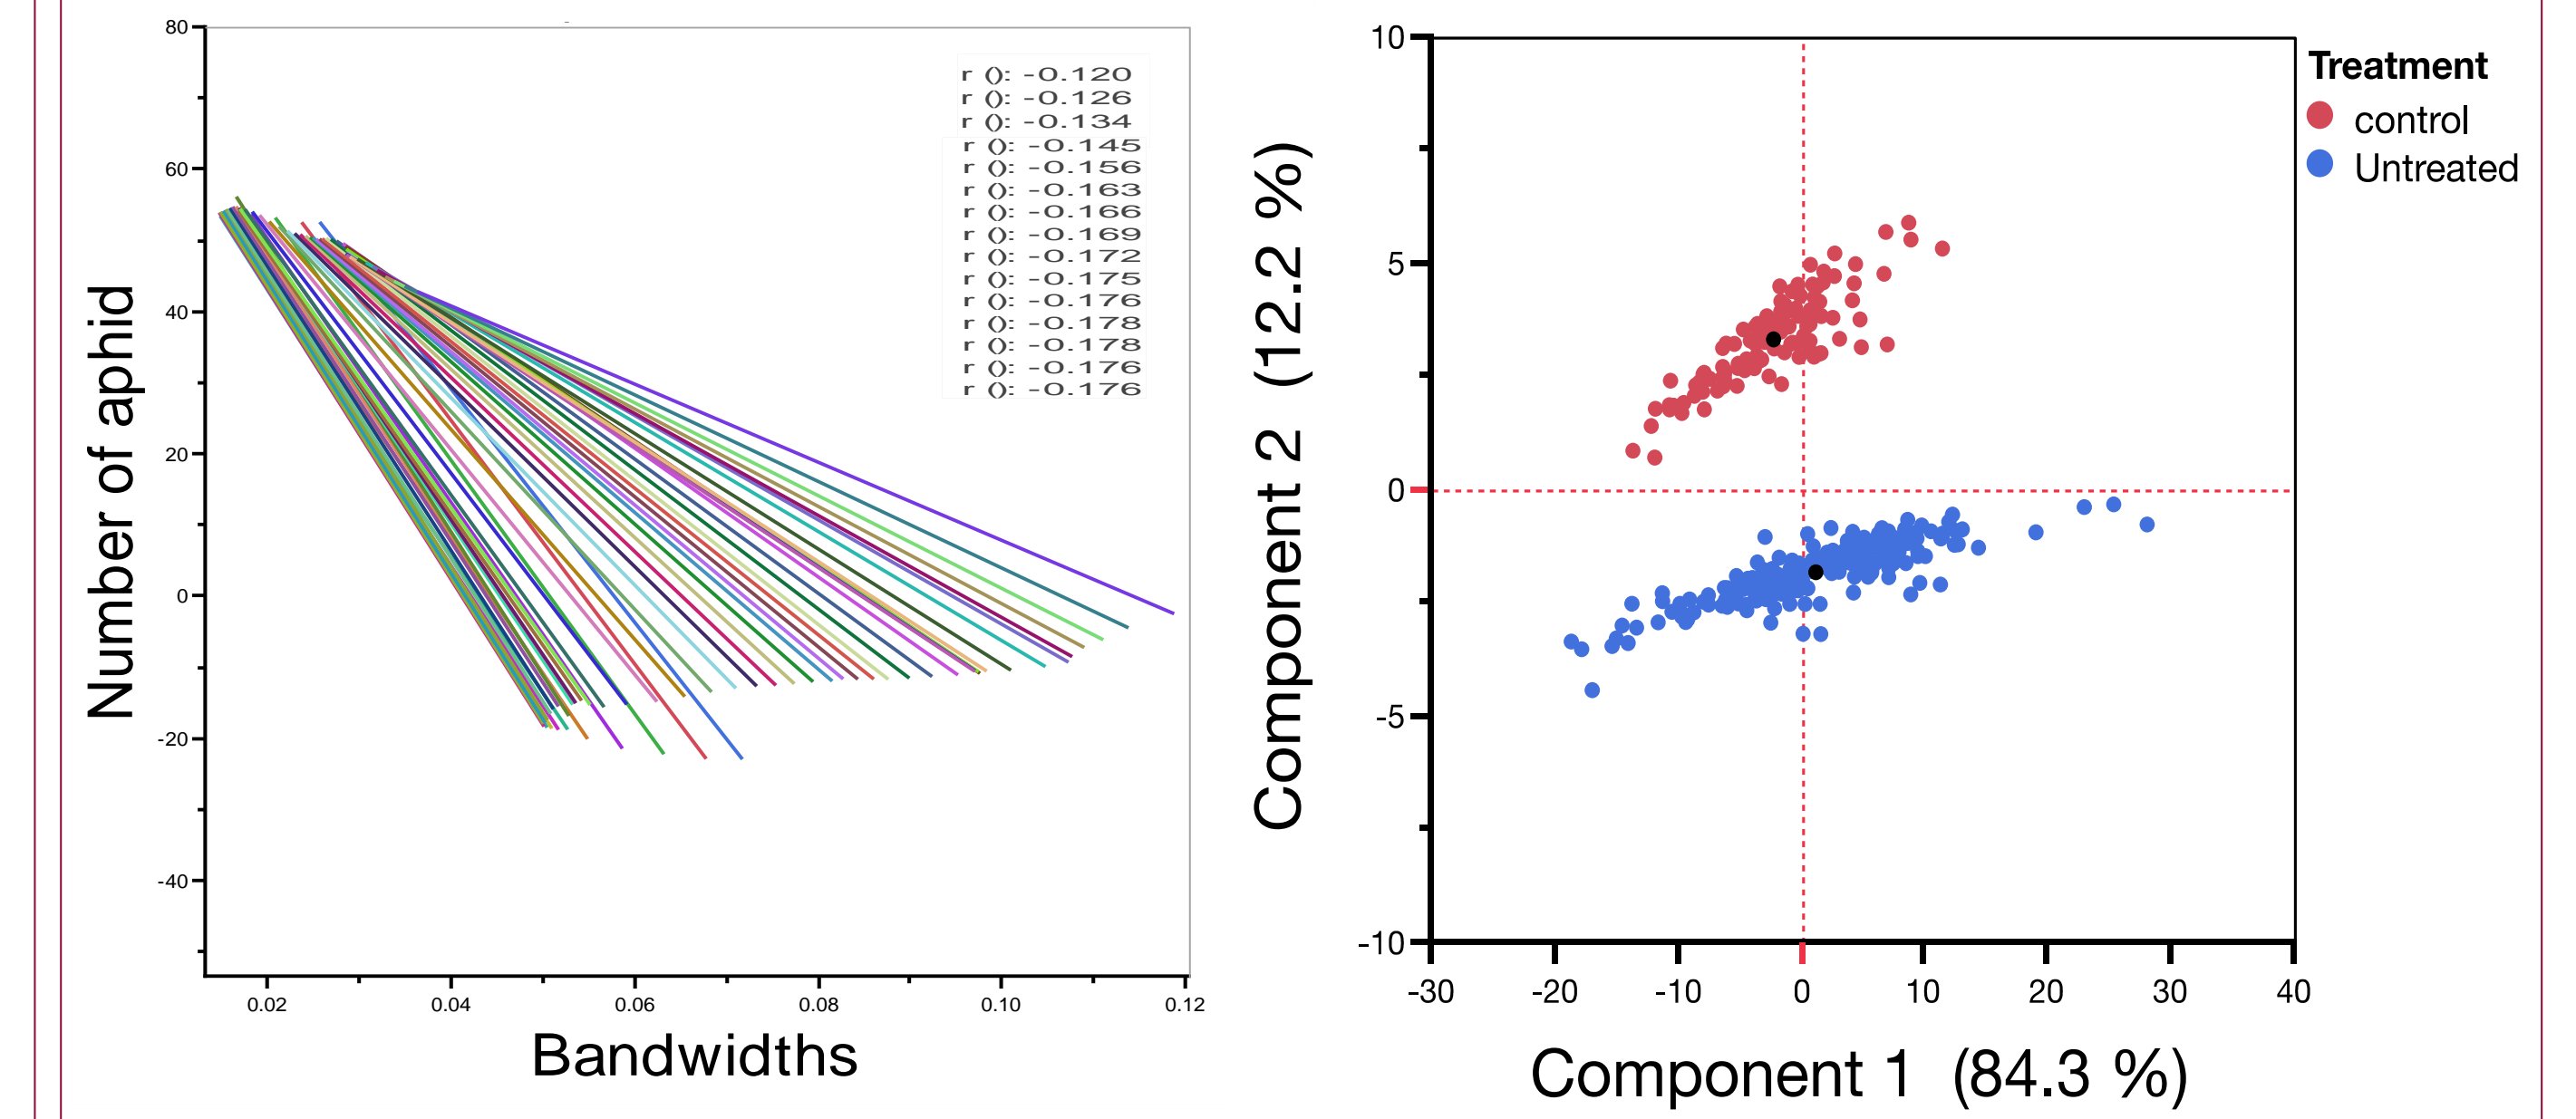 80
60
40
20
0
-20
-40
Number of aphid
r (): -0.120
r (): -0.126
r (): -0.134
r (): -0.145
r (): -0.156
r (): -0.163
r (): -0.166
r (): -0.169
r (): -0.172
r (): -0.175
r (): -0.176
r (): -0.178
r (): -0.178
r (): -0.176
r (): -0.176
0.02 0.04 0.06 0.08 0.10 0.12
Bandwidths
10
5
0
-5
-10
Component 2 (12.2 %)
-30 -20 -10 0 10 20 30 40
Component 1 (84.3 %)
Treatment
control
Untreated